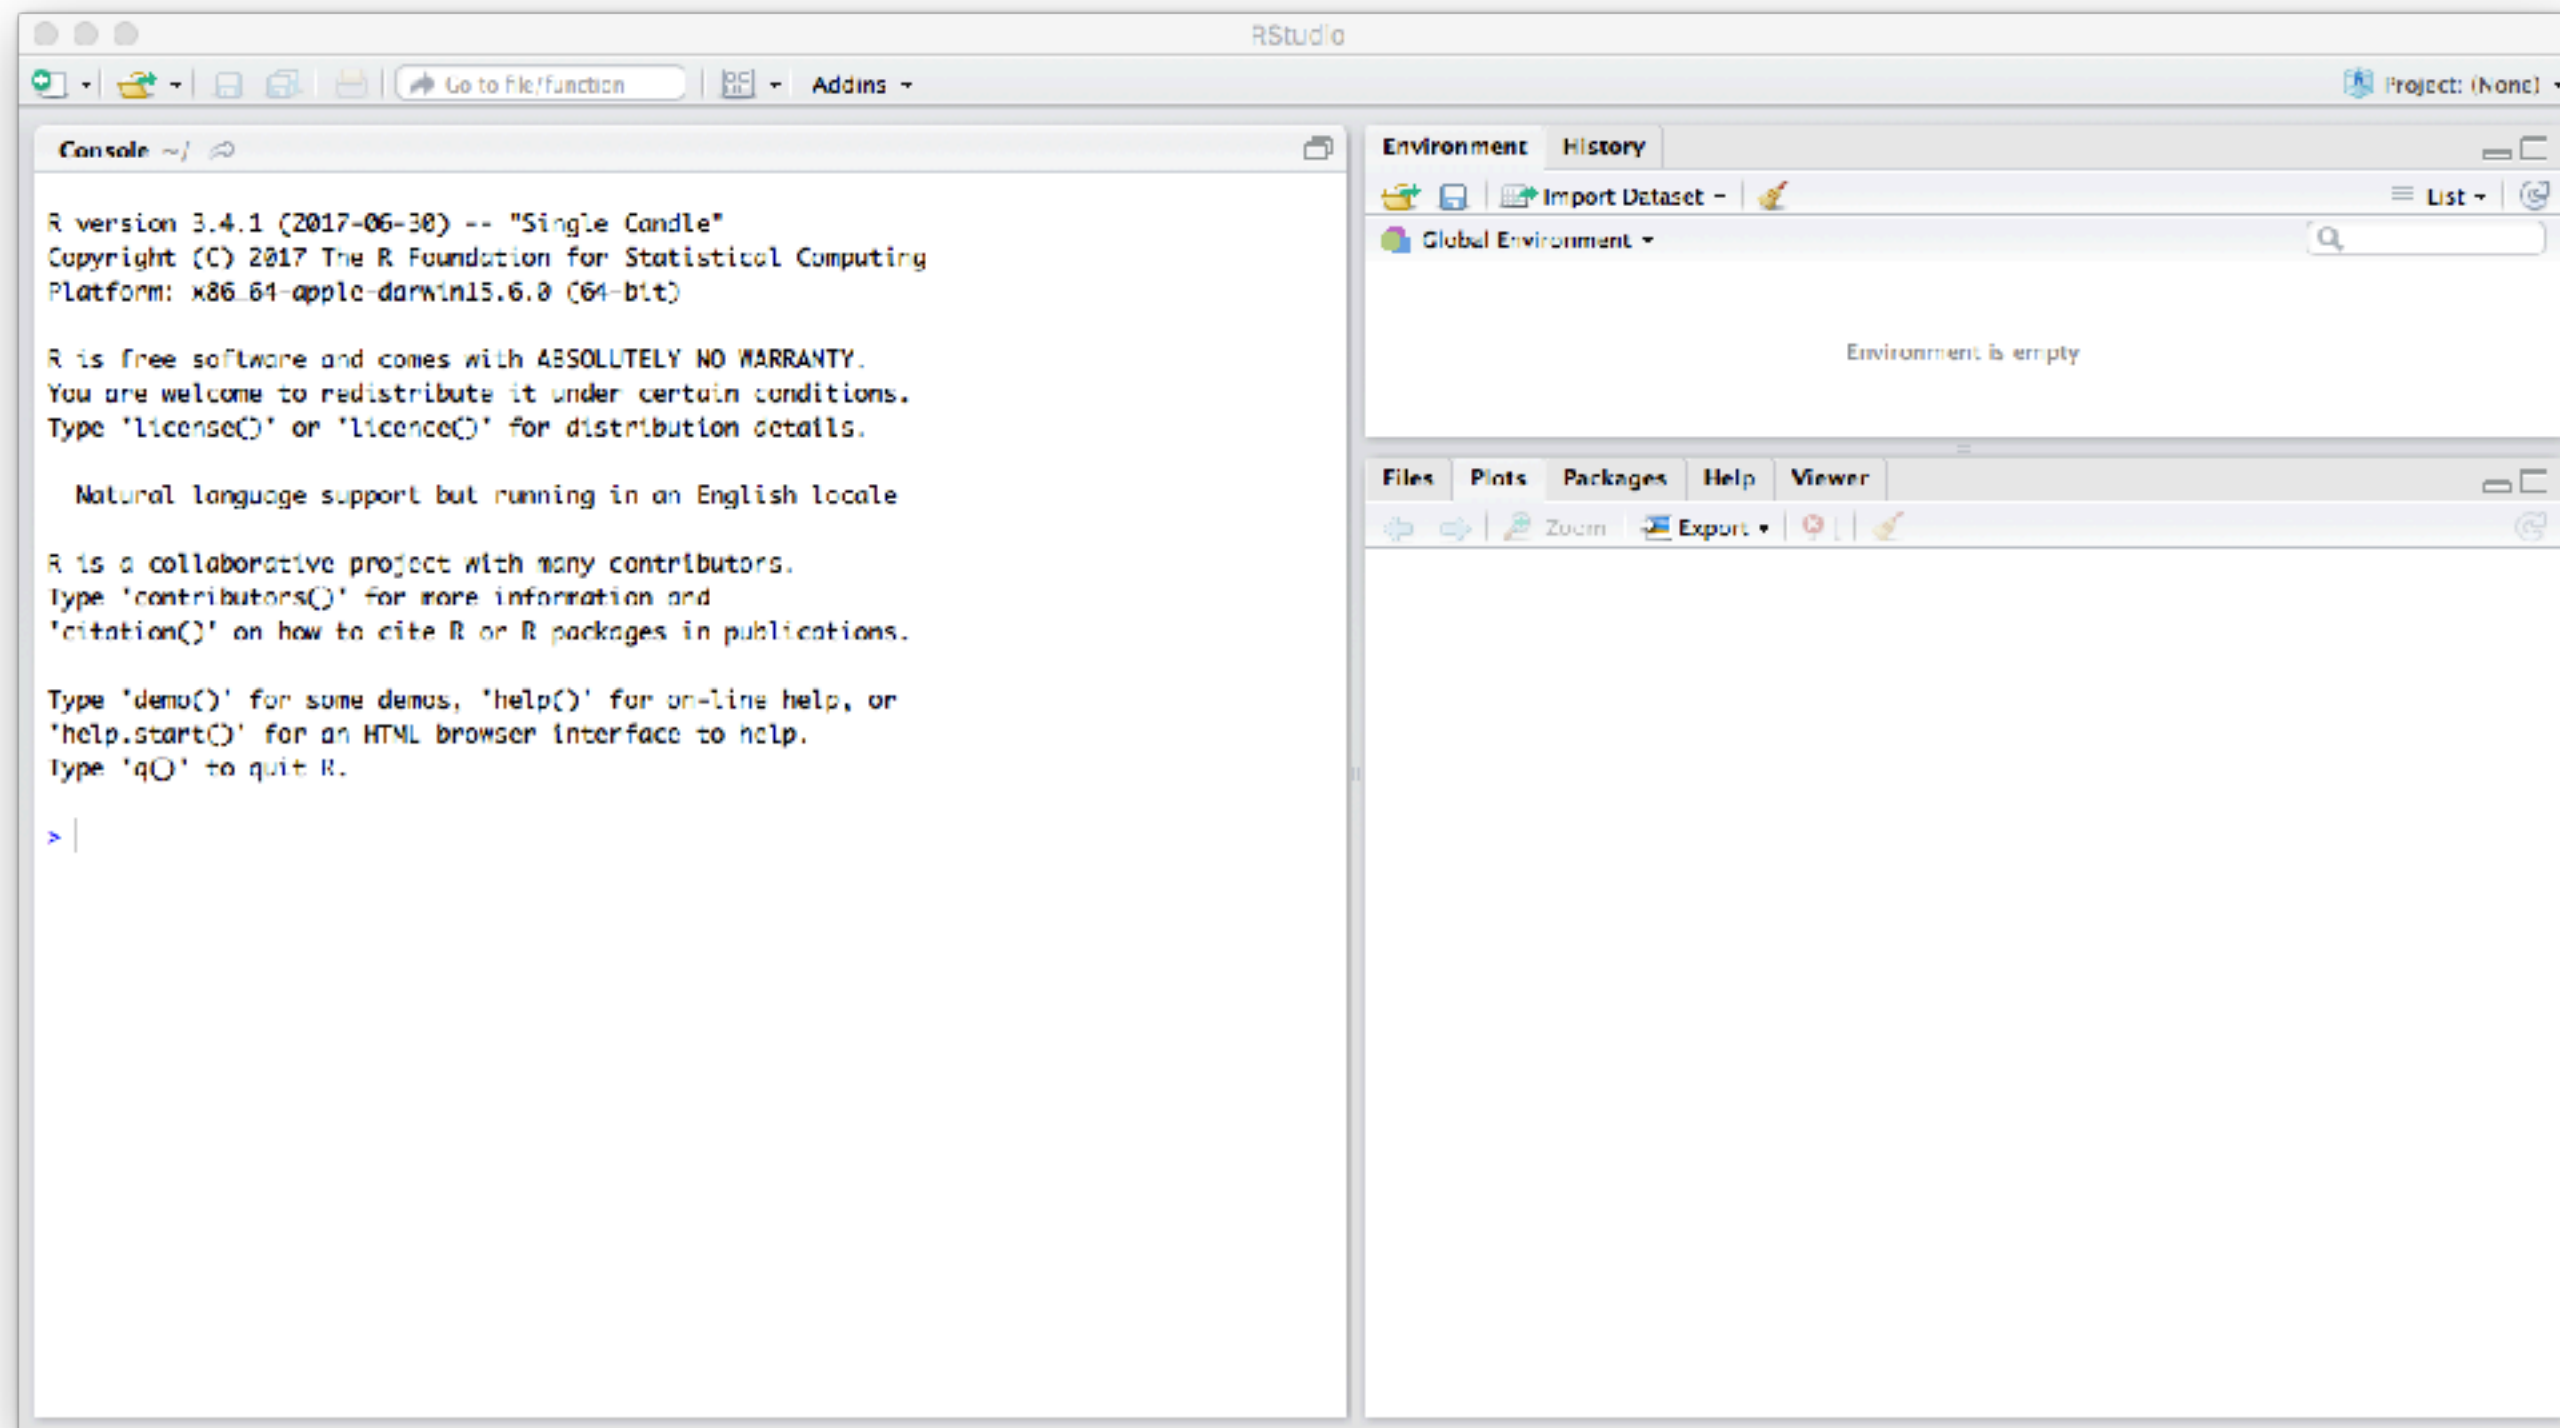 RStudio
Go to file/function
Addins
Project: (None)
Console ~/
R version 3.4.1 (2017-06-30) -- "Single Candle"
Copyright (C) 2017 The R Foundation for Statistical Computing
Platform: x86_64-apple-darwin15.6.0 (64-bit)
R is free software and comes with ABSOLUTELY NO WARRANTY.
You are welcome to redistribute it under certain conditions.
Type 'license()' or 'licence()' for distribution details.
Natural language support but running in an English locale
R is a collaborative project with many contributors.
Type 'contributors()' for more information and
'citation()' on how to cite R or R packages in publications.
Type 'demo()' for some demos, 'help()' for on-line help, or
'help.start()' for an HTML browser interface to help.
Type 'q()' to quit R.
>
Environment History
Import Dataset List
Global Environment
Environment is empty
Files Plots Packages Help Viewer
Zoom Export